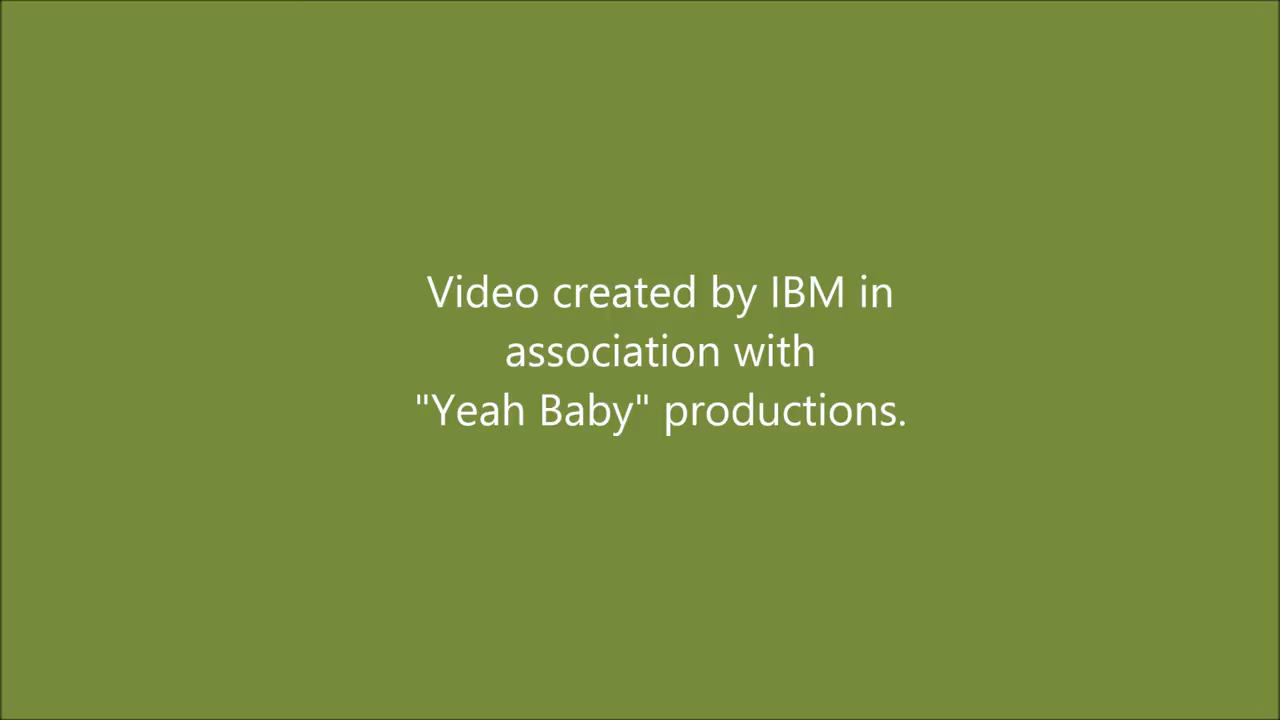 Video created by IBM in
association with
"Yeah Baby" productions.